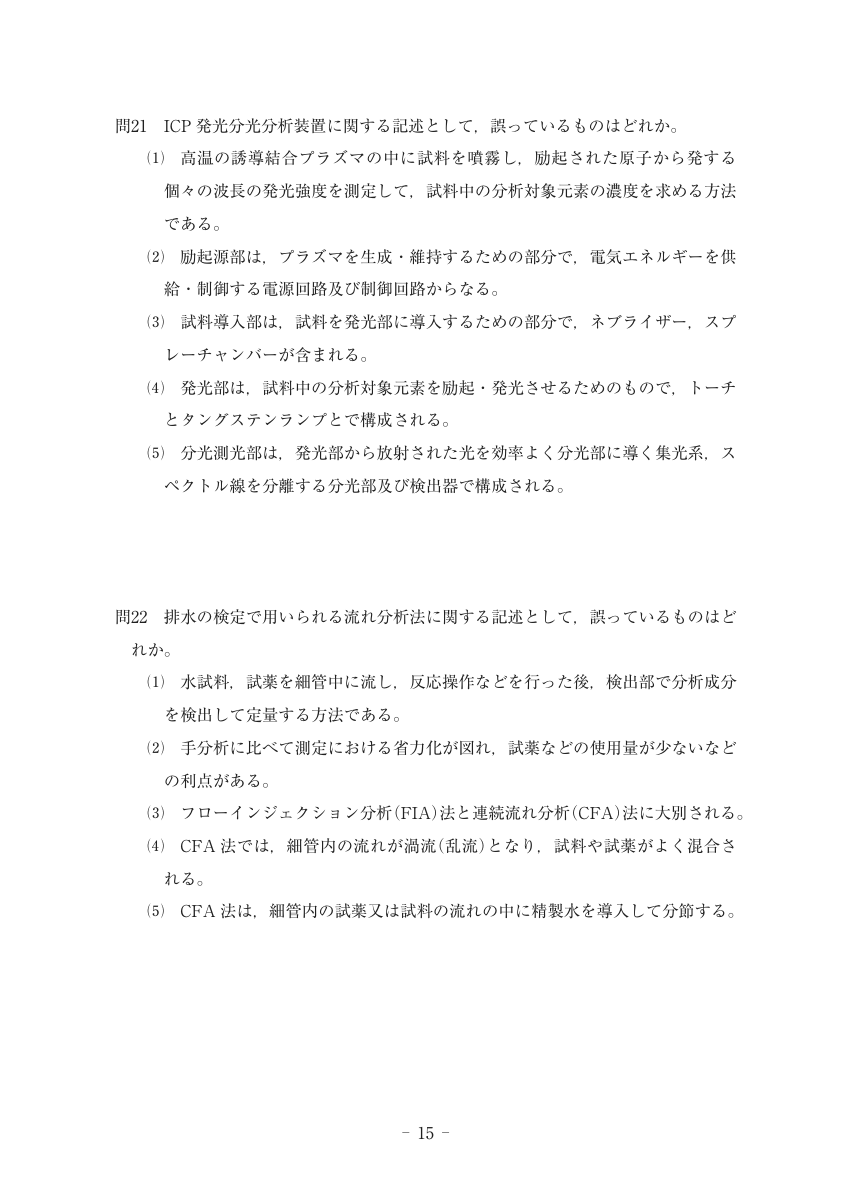 問21　ICP 発光分光分析装置に関する記述として，誤っているものはどれか。
⑴　高温の誘導結合プラズマの中に試料を噴霧し，励起された原子から発する
個々の波長の発光強度を測定して，試料中の分析対象元素の濃度を求める方法
である。
⑵　励起源部は，プラズマを生成・維持するための部分で，電気エネルギーを供
給・制御する電源回路及び制御回路からなる。
⑶　試料導入部は，試料を発光部に導入するための部分で，ネブライザー，スプ
レーチャンバーが含まれる。
⑷　発光部は，試料中の分析対象元素を励起・発光させるためのもので，トーチ
とタングステンランプとで構成される。
⑸　分光測光部は，発光部から放射された光を効率よく分光部に導く集光系，ス
ペクトル線を分離する分光部及び検出器で構成される。
問22　排水の検定で用いられる流れ分析法に関する記述として，誤っているものはど
れか。
⑴　水試料，試薬を細管中に流し，反応操作などを行った後，検出部で分析成分
を検出して定量する方法である。
⑵　手分析に比べて測定における省力化が図れ，試薬などの使用量が少ないなど
の利点がある。
⑶　フローインジェクション分析（FIA）法と連続流れ分析（CFA）法に大別される。
⑷　CFA 法では，細管内の流れが渦流（乱流）となり，試料や試薬がよく混合さ
れる。
⑸　CFA 法は，細管内の試薬又は試料の流れの中に精製水を導入して分節する。
- 15 -